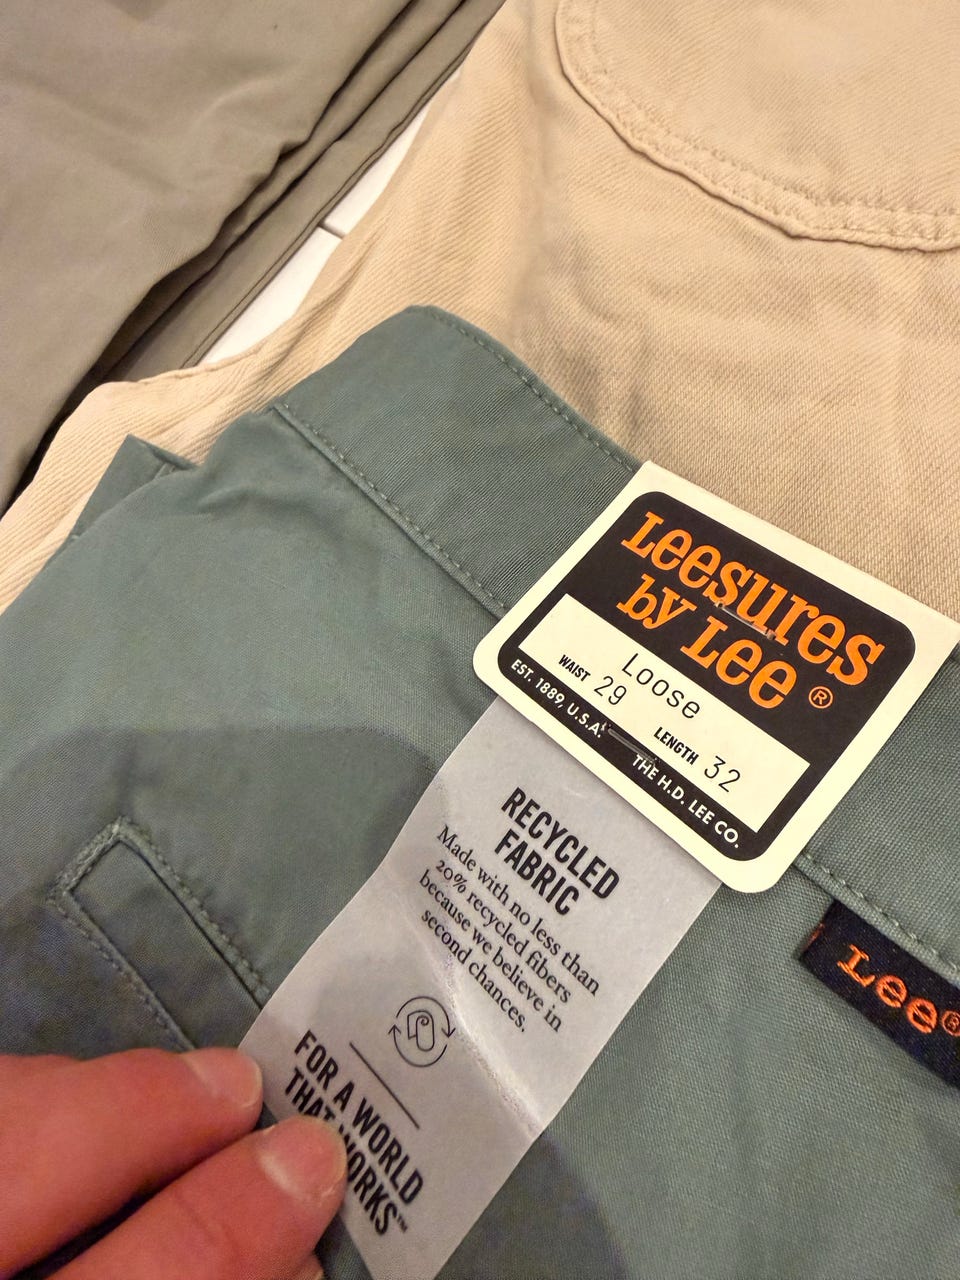 Leesures
by Lee ®
Loose
WAIST 29 LENGTH 32
EST. 1889, U.S.A. THE H.D. LEE CO.
RECYCLED
FABRIC
Made with no less than
20% recycled fibers
because we believe in
second chances.
FOR A WORLD
THAT WORKS™
Lee®